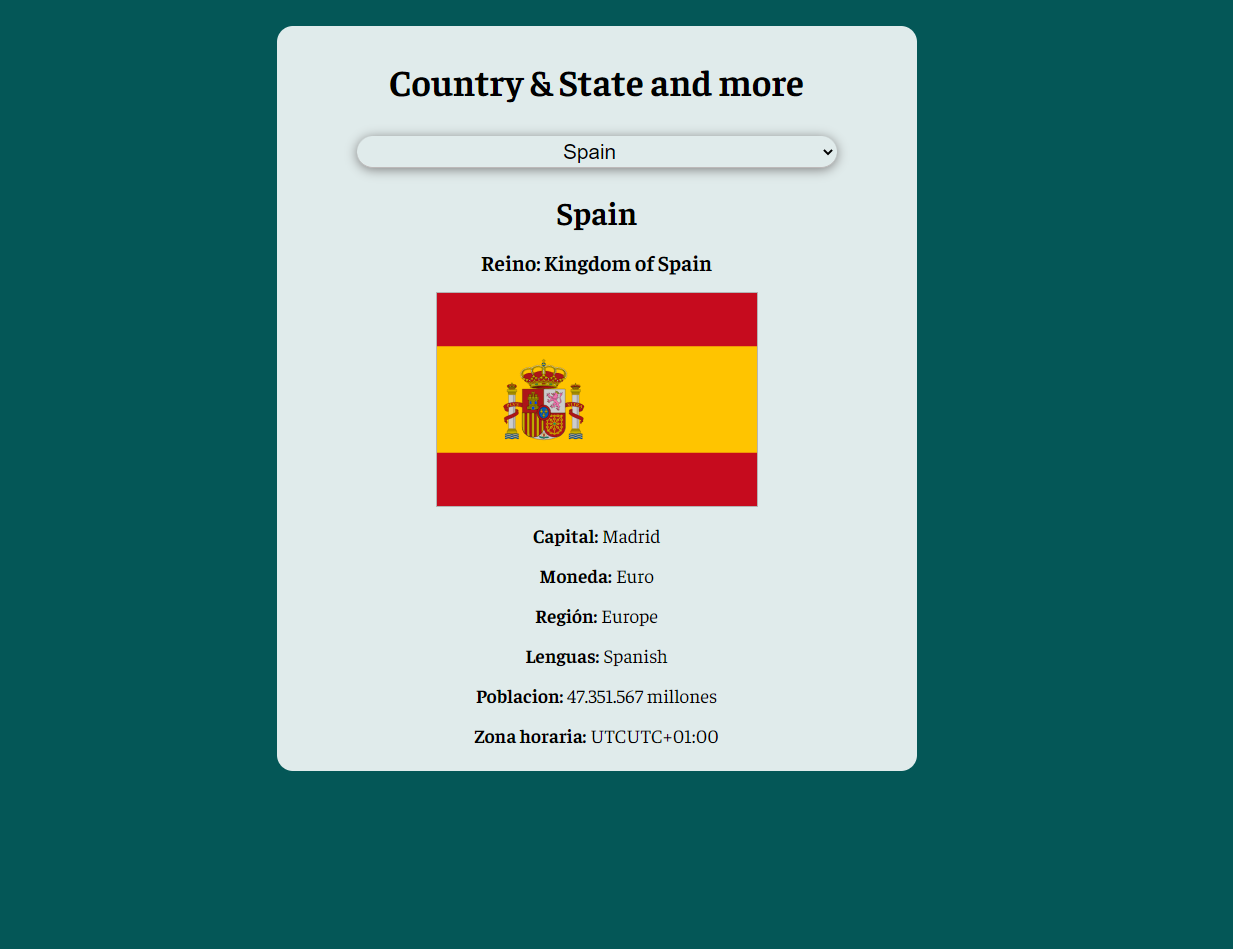 Country & State and more
Spain
Spain
Reino: Kingdom of Spain
Capital: Madrid
Moneda: Euro
Región: Europe
Lenguas: Spanish
Poblacion: 47.351.567 millones
Zona horaria: UTCUTC+01:00